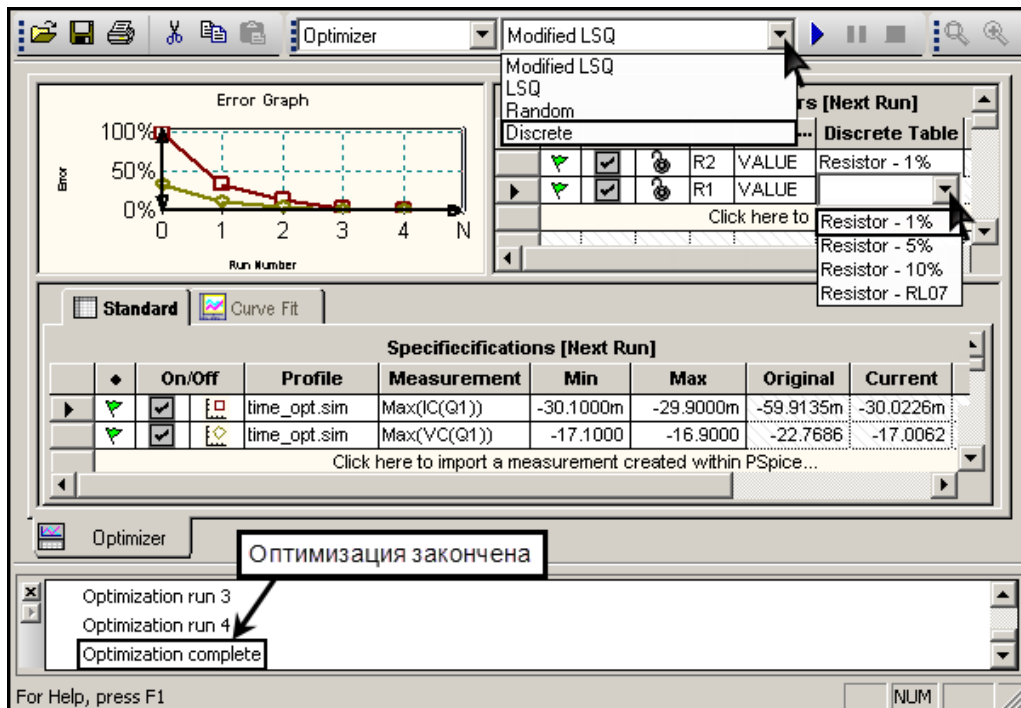 Optimizer Modified LSQ
Modified LSQ
LSQ
Random
Discrete
Error Graph
100%
50%
0%
Error
0 1 2 3 4 N
Run Number
rs [Next Run]
... Discrete Table
R2 VALUE Resistor - 1%
R1 VALUE
Click here to
Resistor - 1%
Resistor - 5%
Resistor - 10%
Resistor - RL07
Standard Curve Fit
Specifiecifications [Next Run]
On/Off Profile Measurement Min Max Original Current
time_opt.sim Max(IC(Q1)) -30.1000m -29.9000m -59.9135m -30.0226m
time_opt.sim Max(VC(Q1)) -17.1000 -16.9000 -22.7686 -17.0062
Click here to import a measurement created within PSpice...
Optimizer
Оптимизация закончена
Optimization run 3
Optimization run 4
Optimization complete
For Help, press F1 NUM